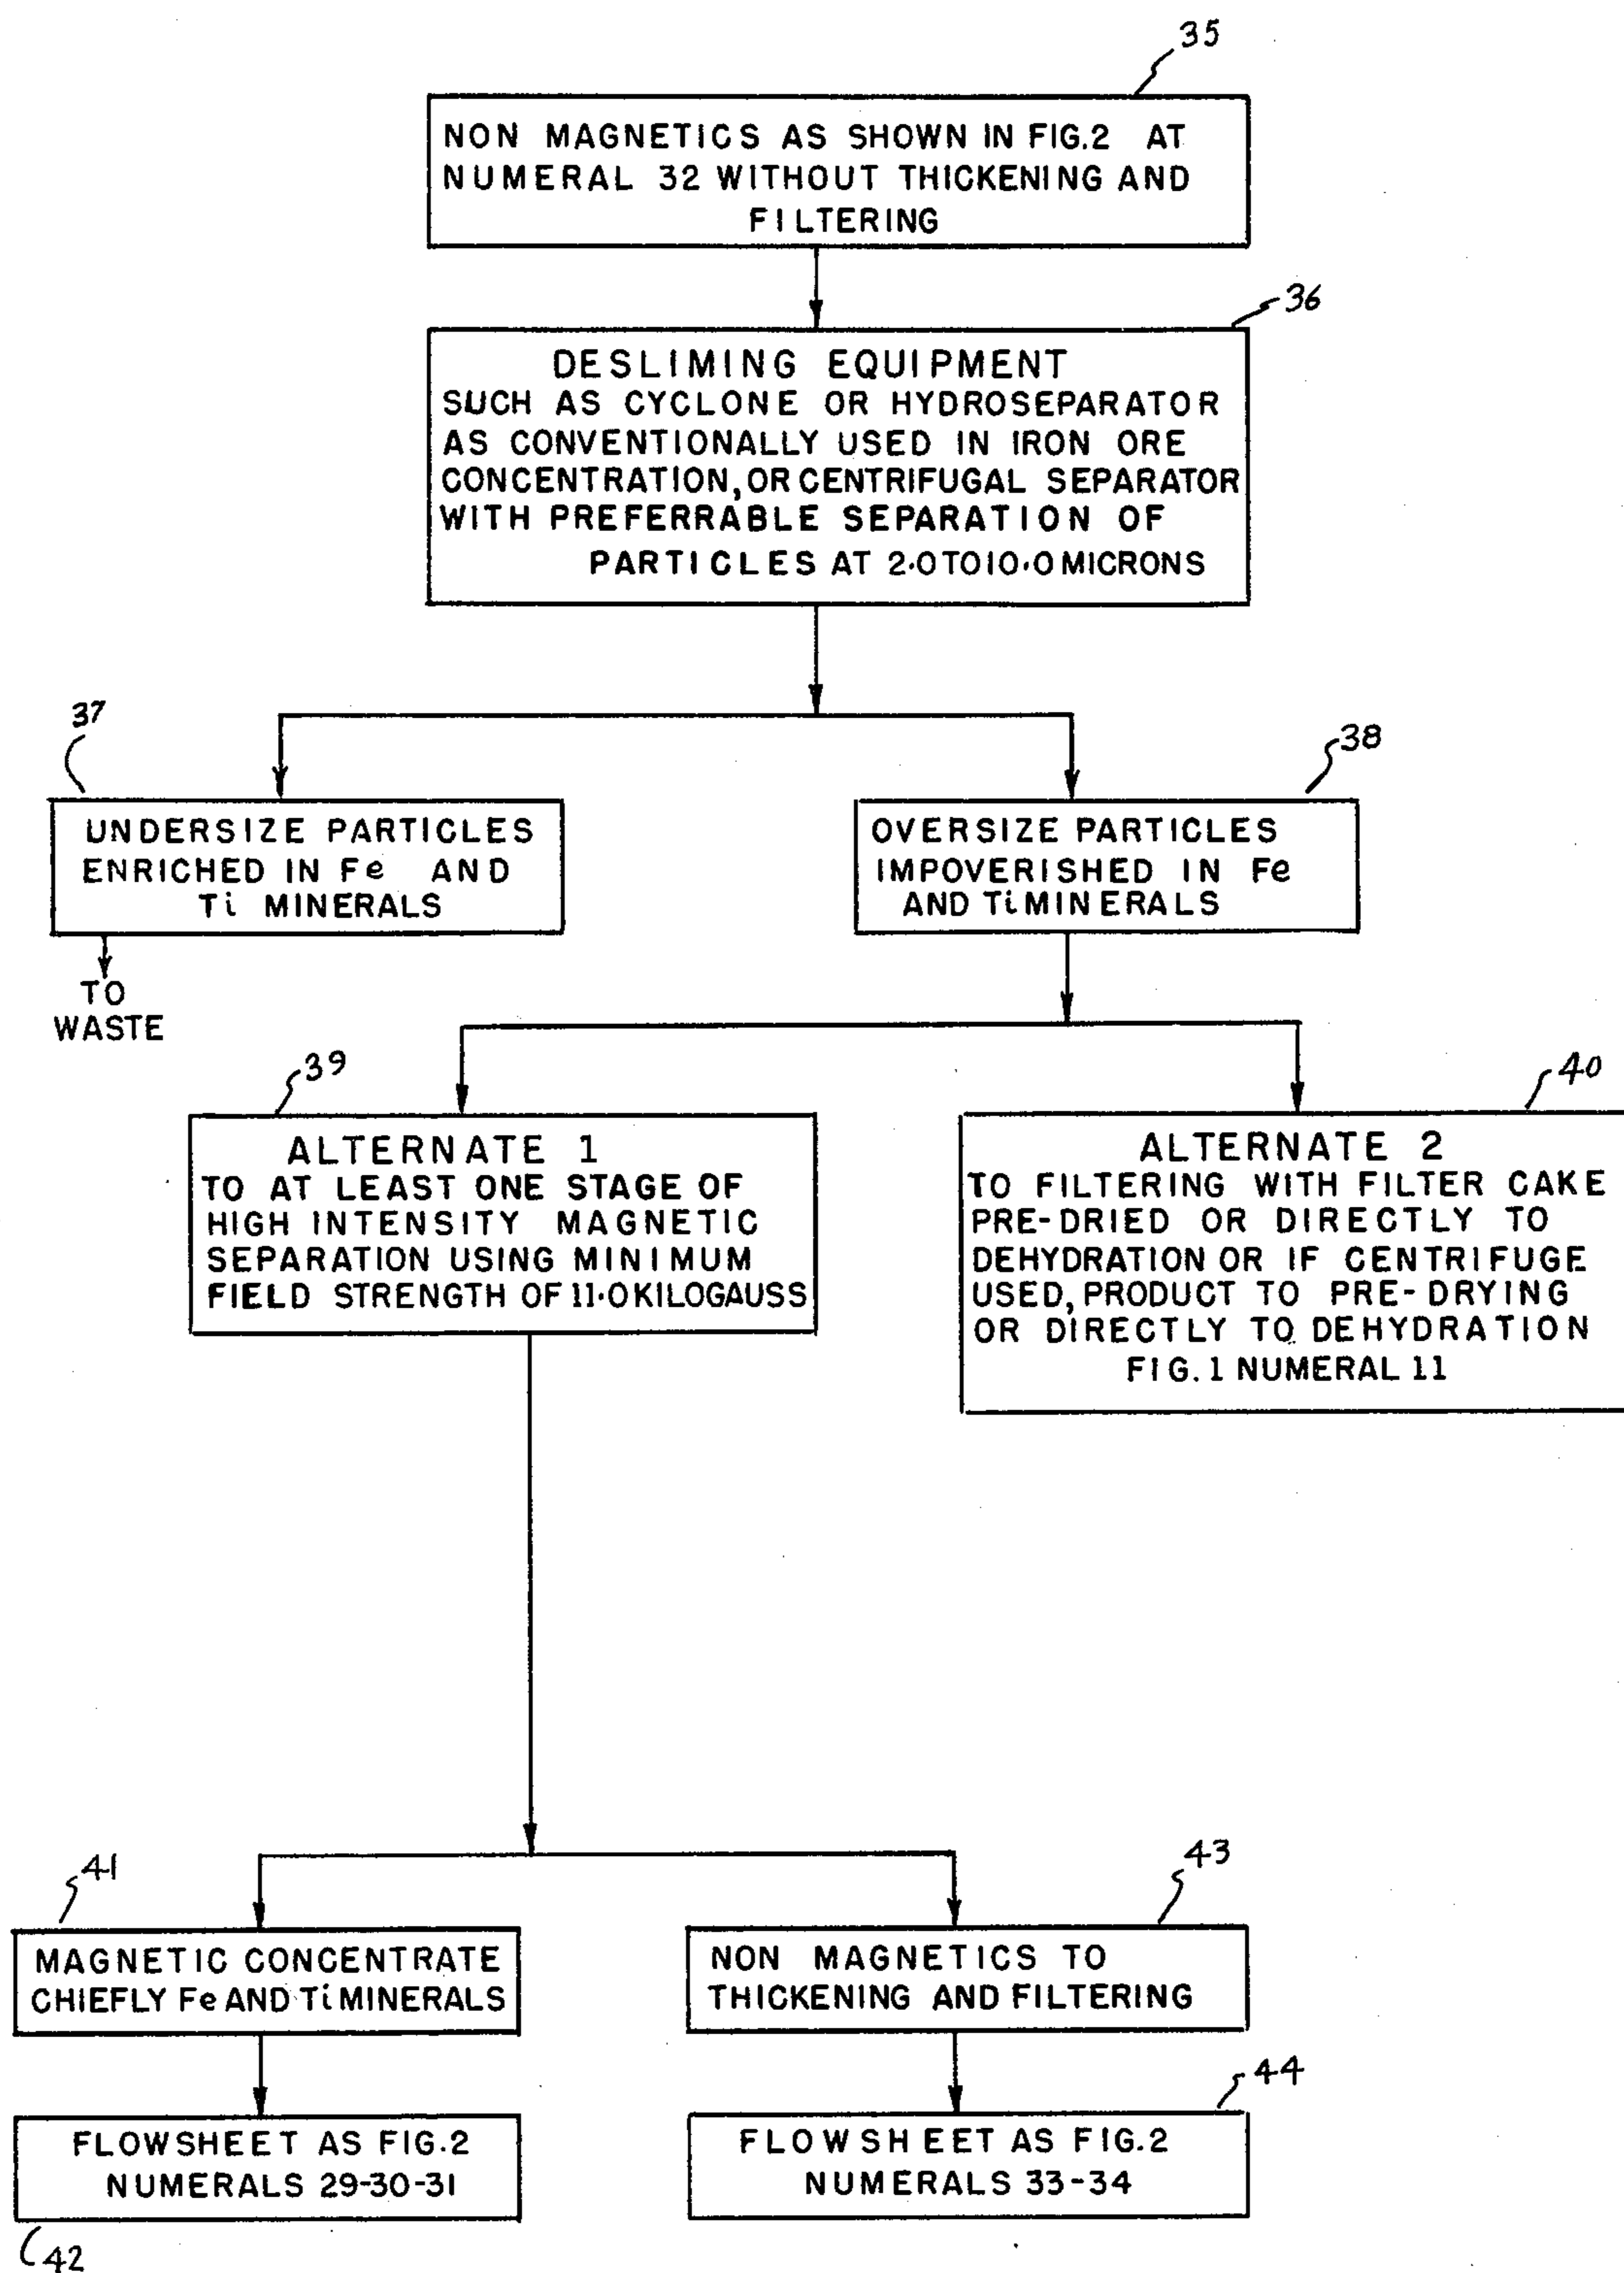 35
NON MAGNETICS AS SHOWN IN FIG.2 AT
NUMERAL 32 WITHOUT THICKENING AND
FILTERING
36
DESLIMING EQUIPMENT
SUCH AS CYCLONE OR HYDROSEPARATOR
AS CONVENTIONALLY USED IN IRON ORE
CONCENTRATION, OR CENTRIFUGAL SEPARATOR
WITH PREFERRABLE SEPARATION OF
PARTICLES AT 2.0 TO 10.0 MICRONS
37
UNDERSIZE PARTICLES
ENRICHED IN Fe AND
Ti MINERALS
TO
WASTE
38
OVERSIZE PARTICLES
IMPOVERISHED IN Fe
AND Ti MINERALS
39
ALTERNATE 1
TO AT LEAST ONE STAGE OF
HIGH INTENSITY MAGNETIC
SEPARATION USING MINIMUM
FIELD STRENGTH OF 11.0 KILOGAUSS
40
ALTERNATE 2
TO FILTERING WITH FILTER CAKE
PRE-DRIED OR DIRECTLY TO
DEHYDRATION OR IF CENTRIFUGE
USED, PRODUCT TO PRE-DRYING
OR DIRECTLY TO DEHYDRATION
FIG. 1 NUMERAL 11
41
MAGNETIC CONCENTRATE
CHIEFLY Fe AND Ti MINERALS
43
NON MAGNETICS TO
THICKENING AND FILTERING
FLOWSHEET AS FIG.2
NUMERALS 29-30-31
42
44
FLOWSHEET AS FIG.2
NUMERALS 33-34